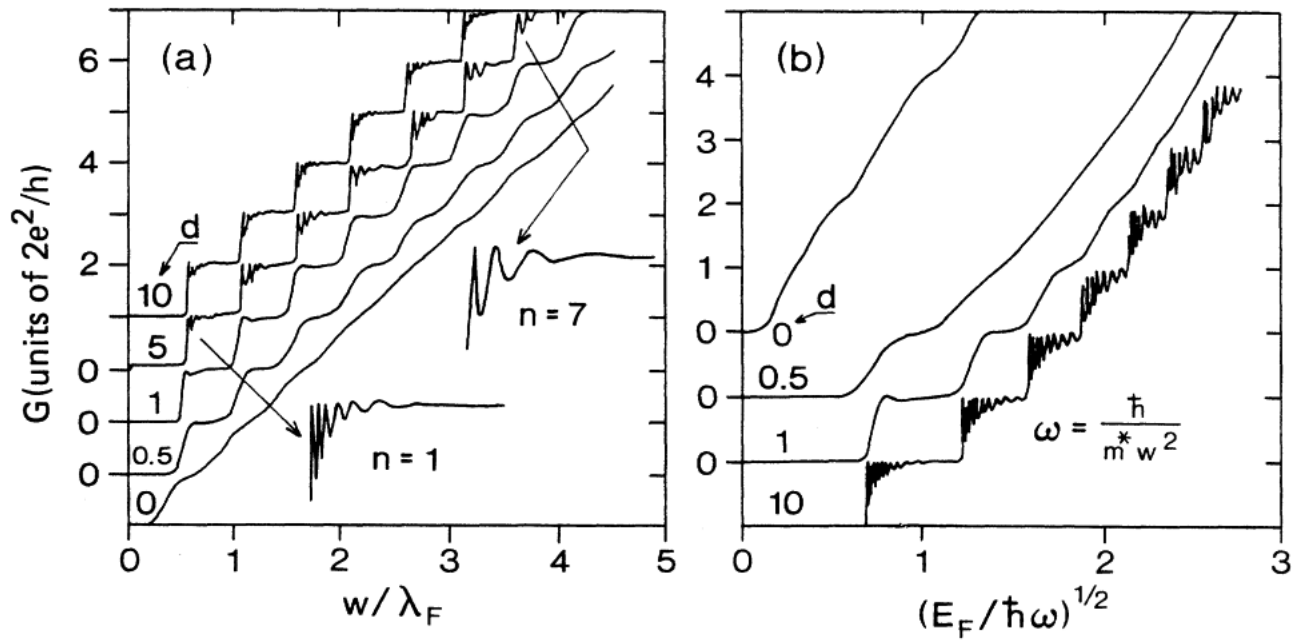 (a)
G(units of 2e²/h)
6
4
2
0
0
0
d
10
5
1
0.5
0
n = 7
n = 1
0 1 2 3 4 5
w/λ_F
(b)
4
3
2
1
0
0
0
d
0
0.5
1
10
ω = ħ / m* w²
0 1 2 3
(E_F/ħω)^1/2